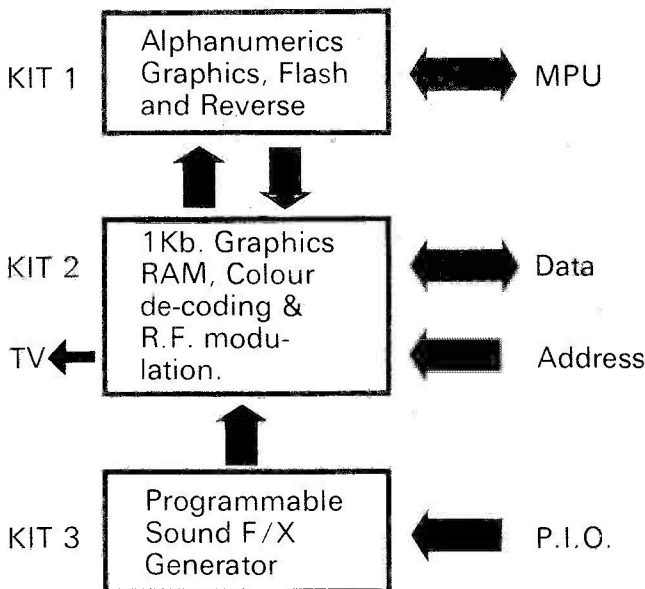 KIT 1
Alphanumerics
Graphics, Flash
and Reverse
MPU
KIT 2
1Kb. Graphics
RAM, Colour
de-coding &
R.F. modu-
lation.
Data
TV
Address
KIT 3
Programmable
Sound F/X
Generator
P.I.O.